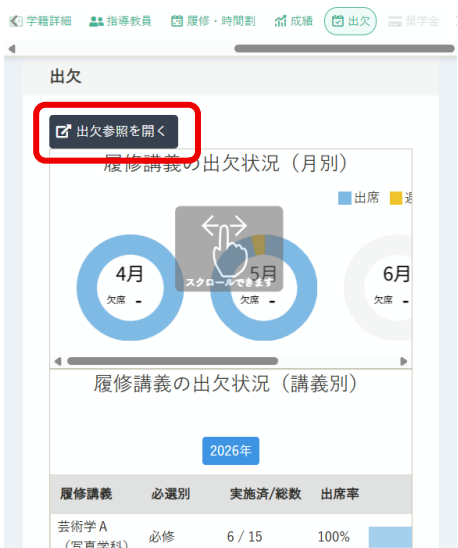 学籍詳細 指導教員 履修・時間割 成績 出欠 奨学金
出欠
出欠参照を開く
履修講義の出欠状況（月別）
出席
4月 5月 6月
欠席 - 欠席 - 欠席 -
スクロールできます
履修講義の出欠状況（講義別）
2026年
履修講義 必選別 実施済/総数 出席率
芸術学A
（写真学科） 必修 6 / 15 100%